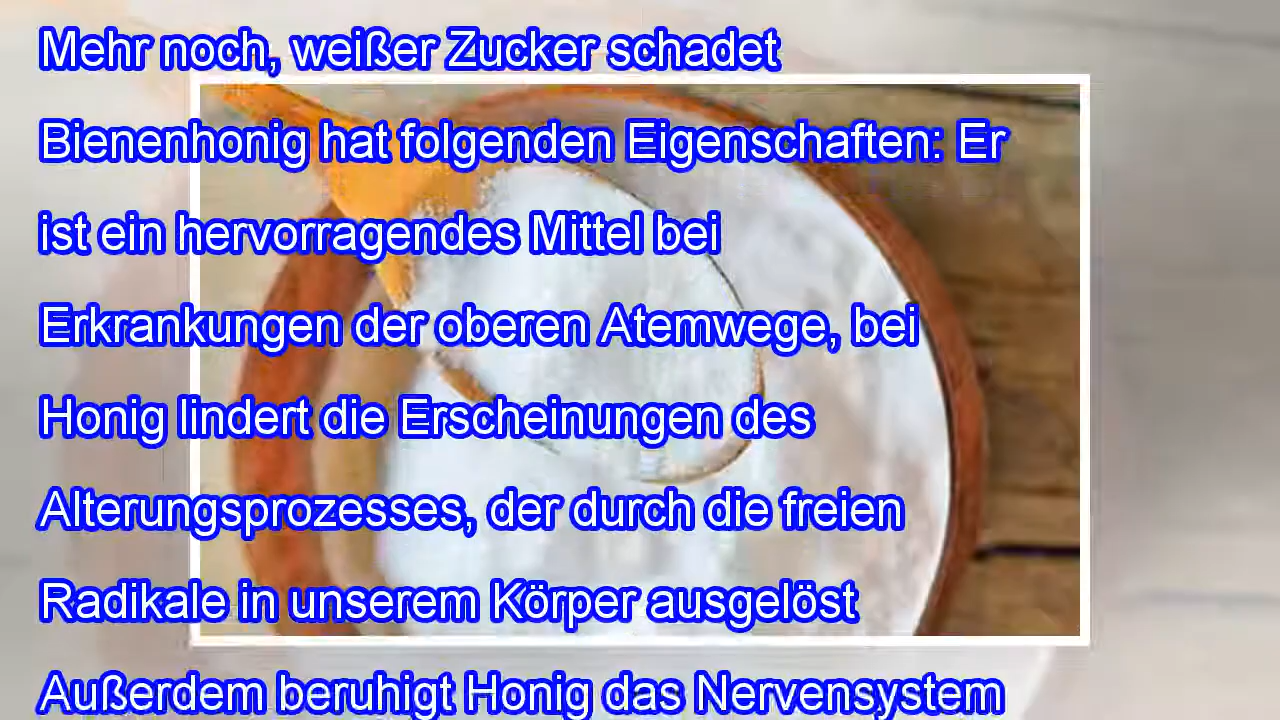 Mehr noch, weißer Zucker schadet
Bienenhonig hat folgenden Eigenschaften: Er
ist ein hervorragendes Mittel bei
Erkrankungen der oberen Atemwege, bei
Honig lindert die Erscheinungen des
Alterungsprozesses, der durch die freien
Radikale in unserem Körper ausgelöst
Außerdem beruhigt Honig das Nervensystem